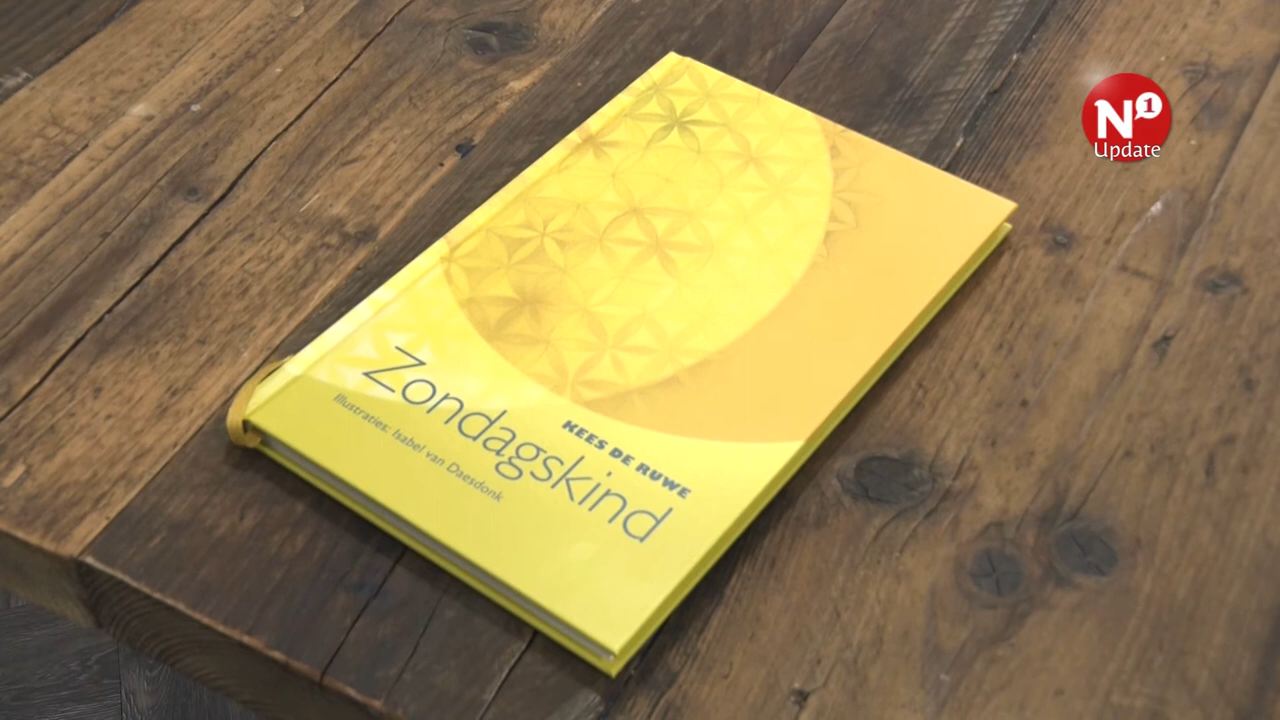 N1
Update
KEES DE RUWE
Zondagskind
Illustraties: Isabel van Daesdonk